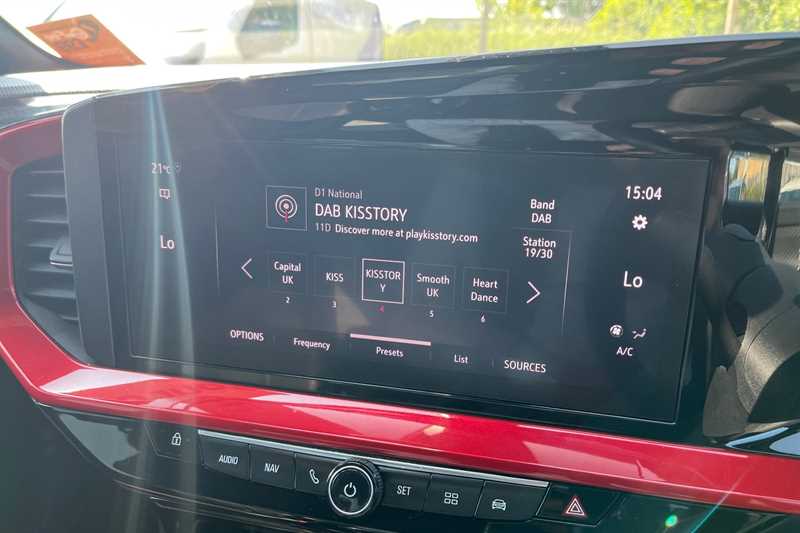 21°C
15:04
D1 National
DAB KISSTORY
11D Discover more at playkisstory.com
Band
DAB
Station
19/30
Lo
Lo
Capital
UK
2
KISS
3
KISSTOR
Y
4
Smooth
UK
5
Heart
Dance
6
OPTIONS
Frequency
Presets
List
SOURCES
A/C
AUDIO
NAV
SET